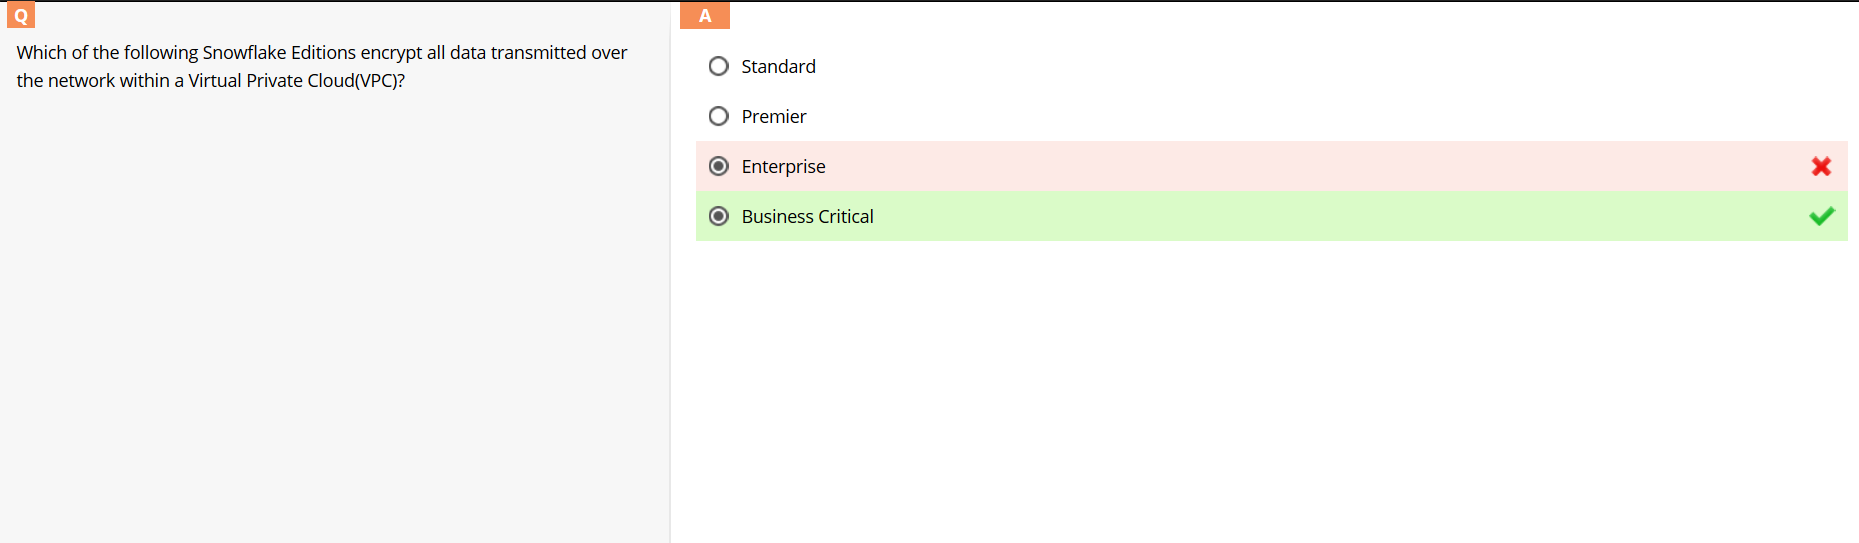 Q
Which of the following Snowflake Editions encrypt all data transmitted over
the network within a Virtual Private Cloud(VPC)?
A
Standard
Premier
Enterprise
Business Critical